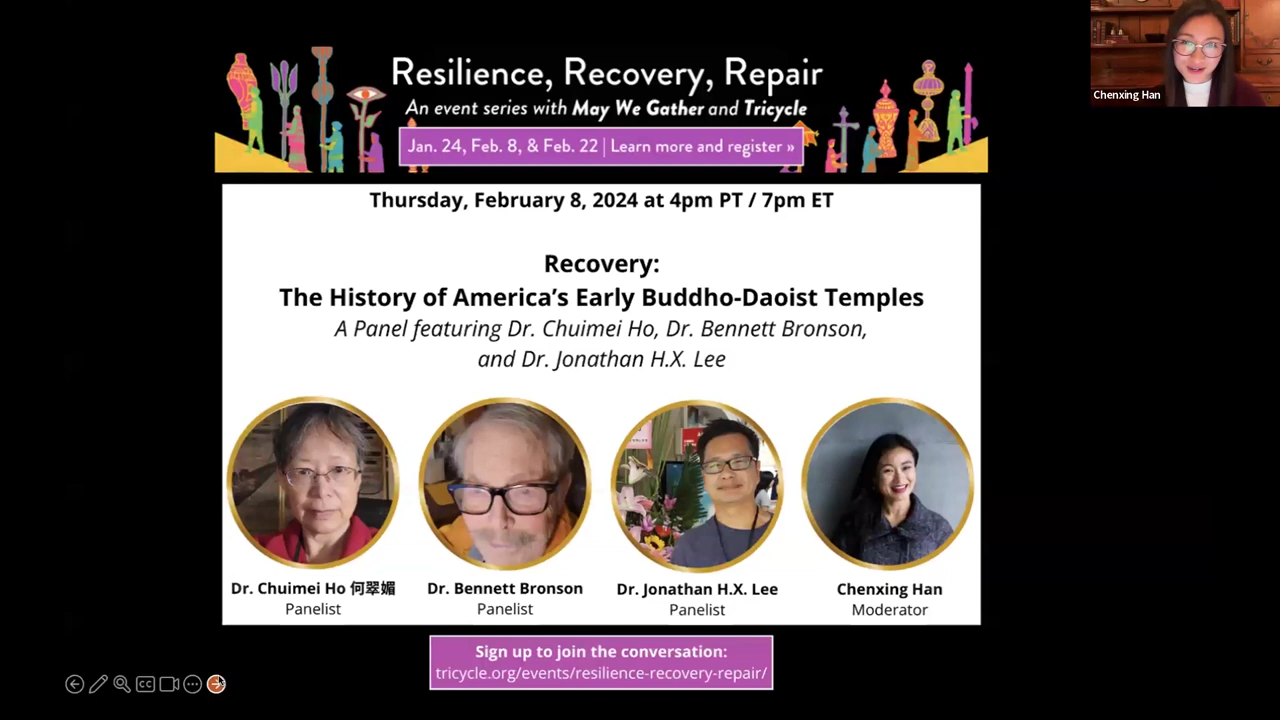 Resilience, Recovery, Repair
An event series with May We Gather and Tricycle
Jan. 24, Feb. 8, & Feb. 22 | Learn more and register »
Chenxing Han
Thursday, February 8, 2024 at 4pm PT / 7pm ET
Recovery:
The History of America's Early Buddho-Daoist Temples
A Panel featuring Dr. Chuimei Ho, Dr. Bennett Bronson,
and Dr. Jonathan H.X. Lee
Dr. Chuimei Ho 何翠媚
Panelist
Dr. Bennett Bronson
Panelist
Dr. Jonathan H.X. Lee
Panelist
Chenxing Han
Moderator
Sign up to join the conversation:
tricycle.org/events/resilience-recovery-repair/
CC